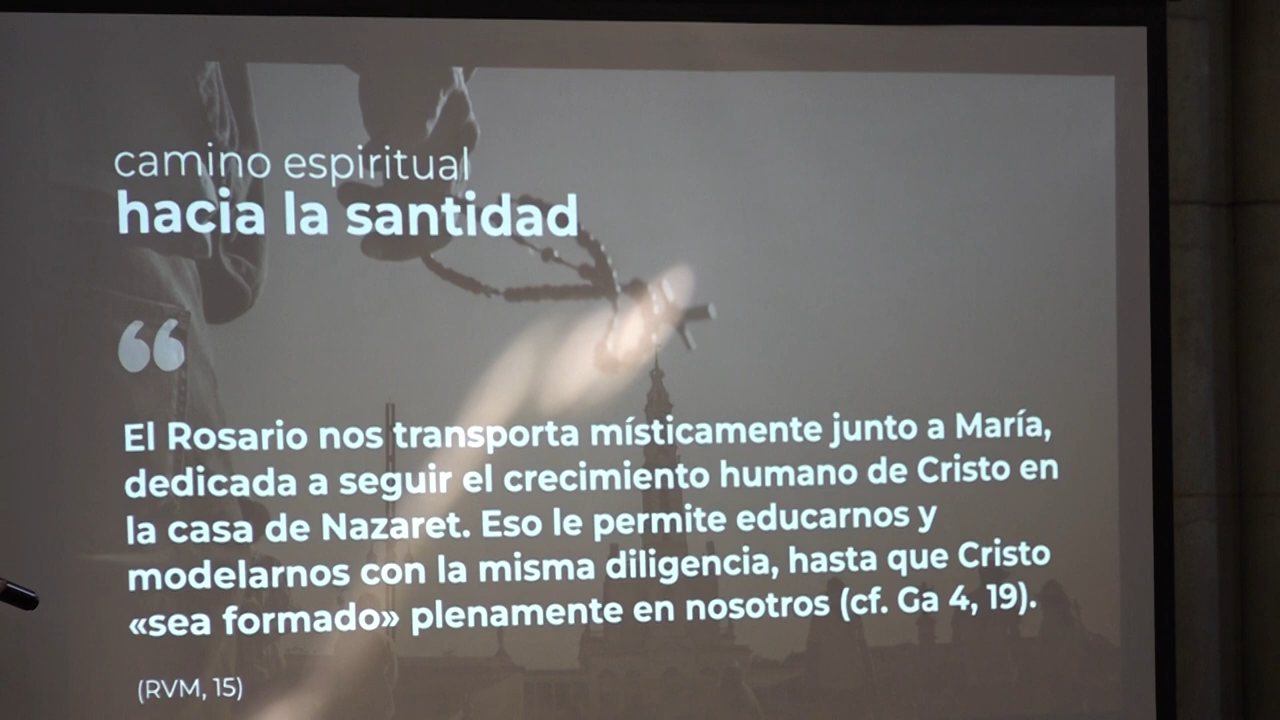 camino espiritual
hacia la santidad
“
El Rosario nos transporta místicamente junto a María,
dedicada a seguir el crecimiento humano de Cristo en
la casa de Nazaret. Eso le permite educarnos y
modelarnos con la misma diligencia, hasta que Cristo
«sea formado» plenamente en nosotros (cf. Ga 4, 19).
(RVM, 15)